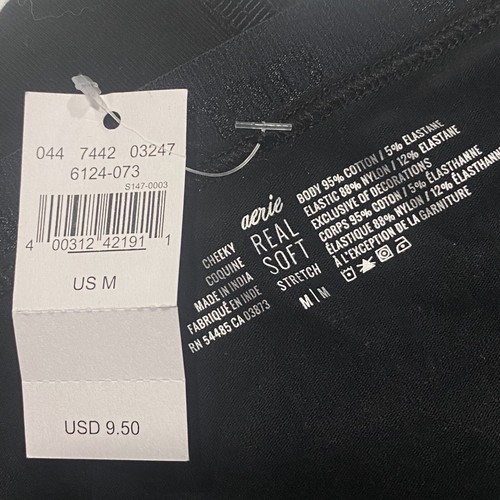 044 7442 03247
6124-073
S147-0003
4 00312 42191 1
US M
USD 9.50
aerie
REAL
SOFT
STRETCH
M | M
CHEEKY
COQUINE
MADE IN INDIA
FABRIQUÉ EN INDE
RN 54485 CA 03873
BODY 95% COTTON / 5% ELASTANE
ELASTIC 88% NYLON / 12% ELASTANE
EXCLUSIVE OF DECORATIONS
CORPS 95% COTON / 5% ÉLASTHANNE
ÉLASTIQUE 88% NYLON / 12% ÉLASTHANNE
À L'EXCEPTION DE LA GARNITURE